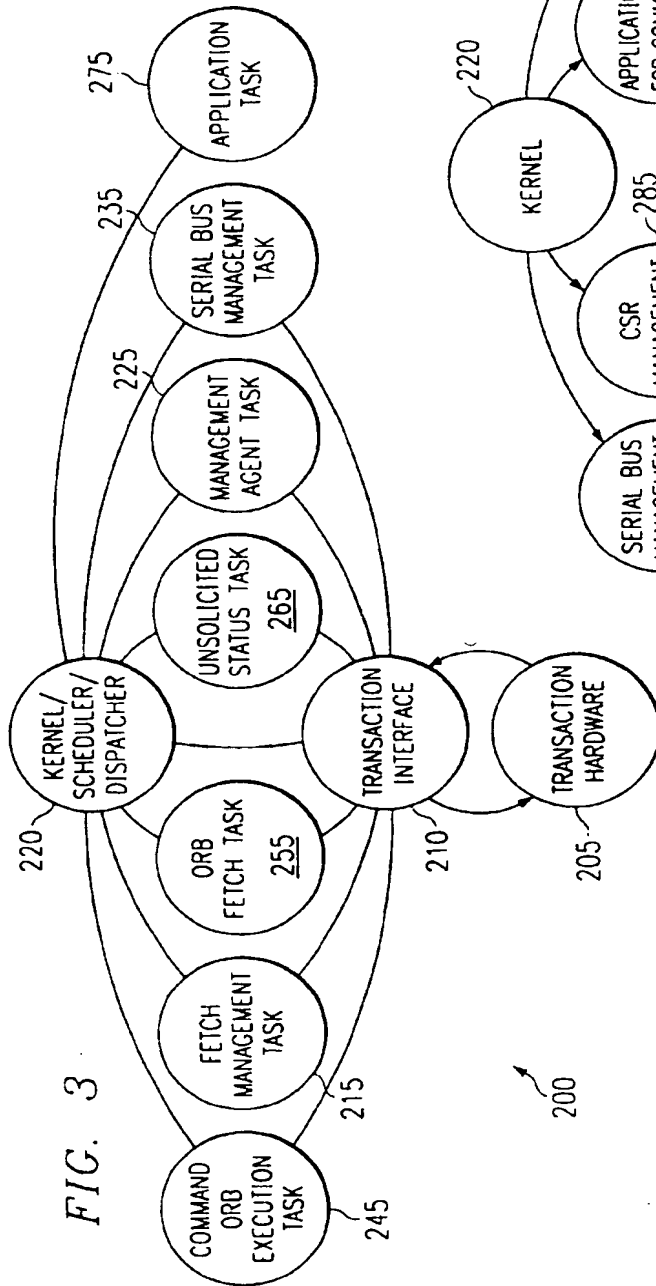 FIG. 3
KERNEL/
SCHEDULER/
DISPATCHER
220
COMMAND
ORB
EXECUTION
TASK
245
FETCH
MANAGEMENT
TASK
215
ORB
FETCH TASK
255
UNSOLICITED
STATUS TASK
265
MANAGEMENT
AGENT TASK
225
SERIAL BUS
MANAGEMENT
TASK
235
APPLICATION
TASK
275
TRANSACTION
INTERFACE
210
TRANSACTION
HARDWARE
205
200
KERNEL
220
SERIAL BUS
CSR
285